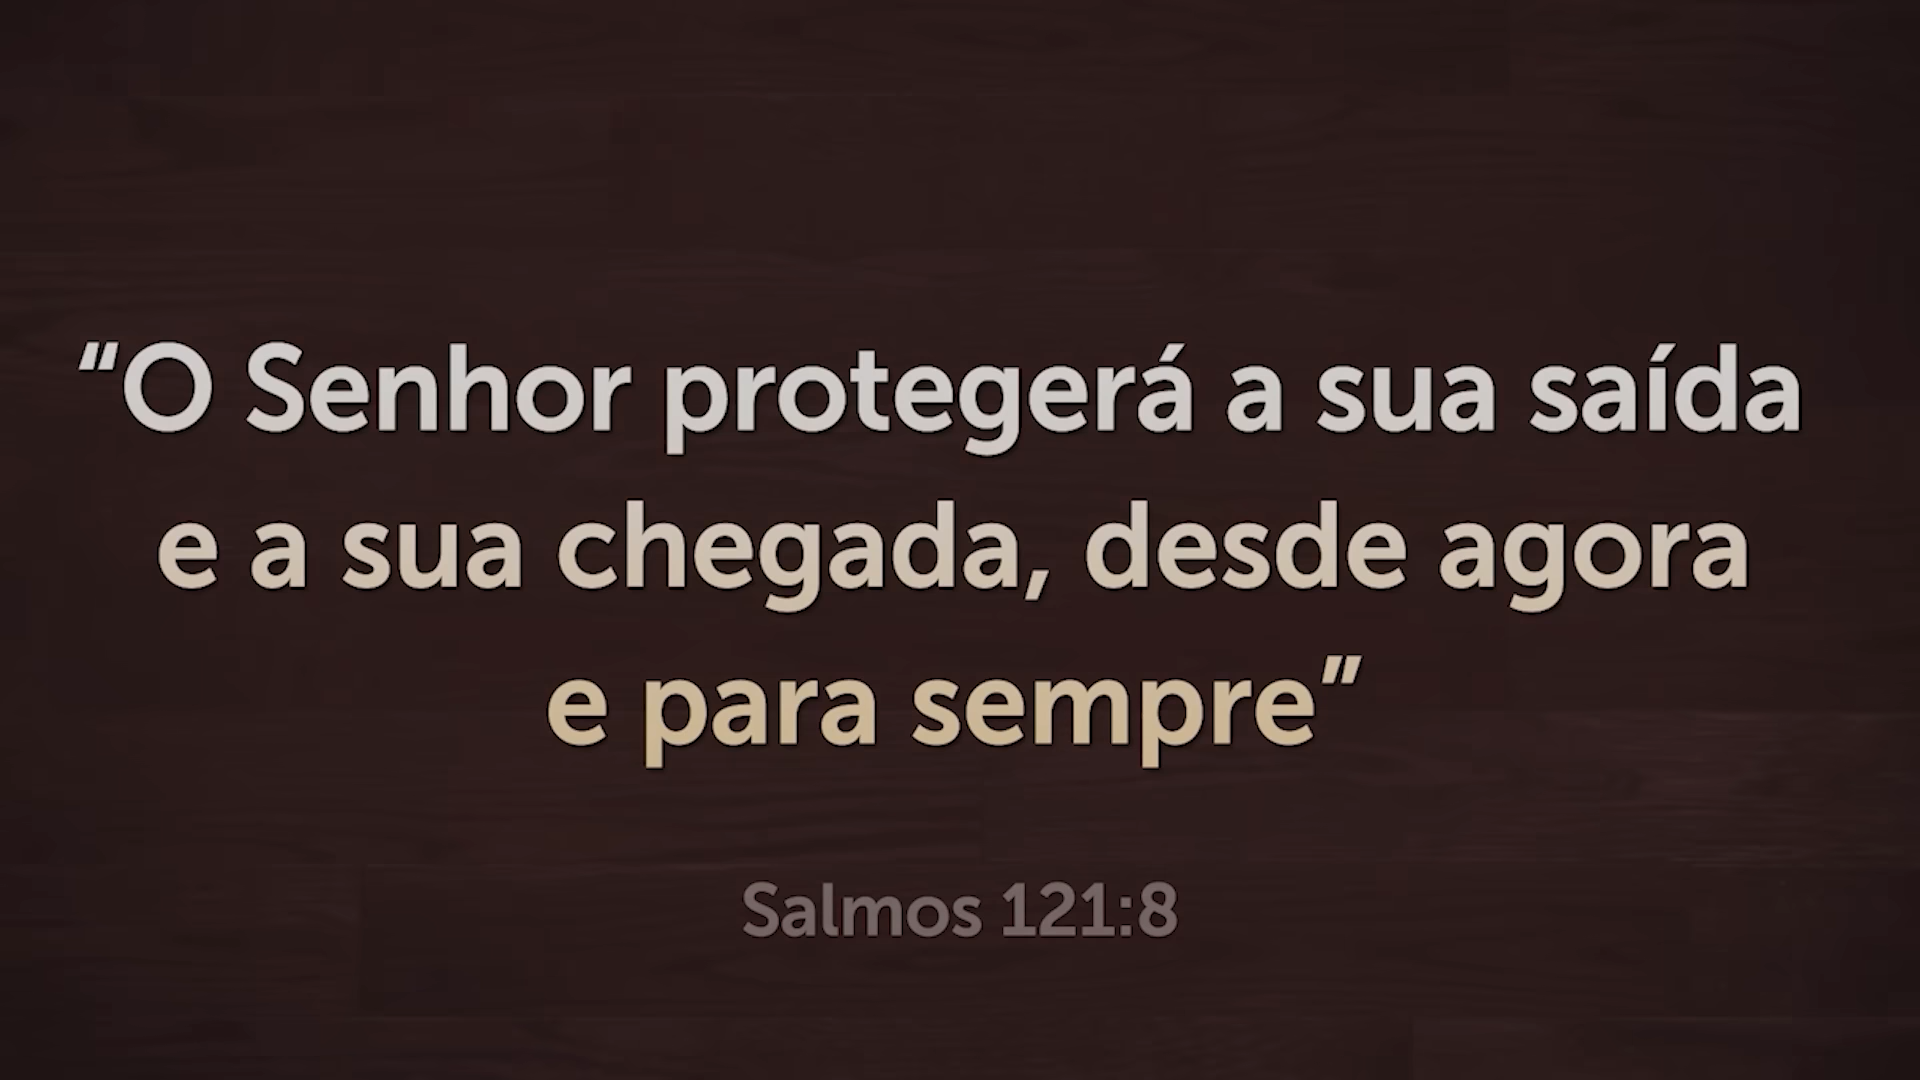 “O Senhor protegerá a sua saída
e a sua chegada, desde agora
e para sempre”
Salmos 121:8